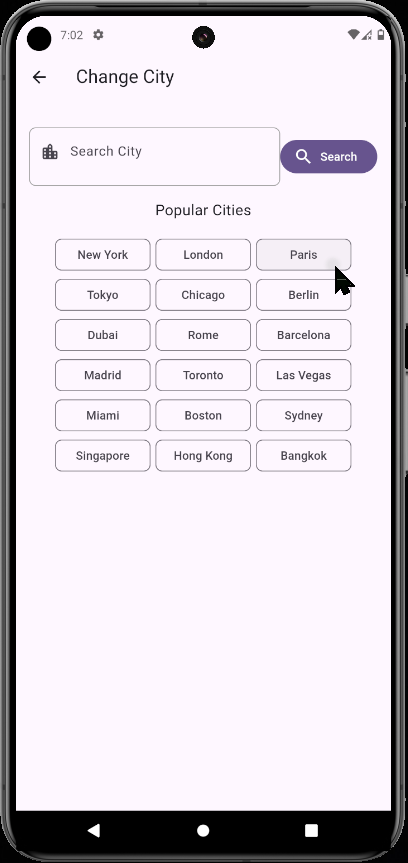 7:02
Change City
Search City
Search
Popular Cities
New York London Paris
Tokyo Chicago Berlin
Dubai Rome Barcelona
Madrid Toronto Las Vegas
Miami Boston Sydney
Singapore Hong Kong Bangkok